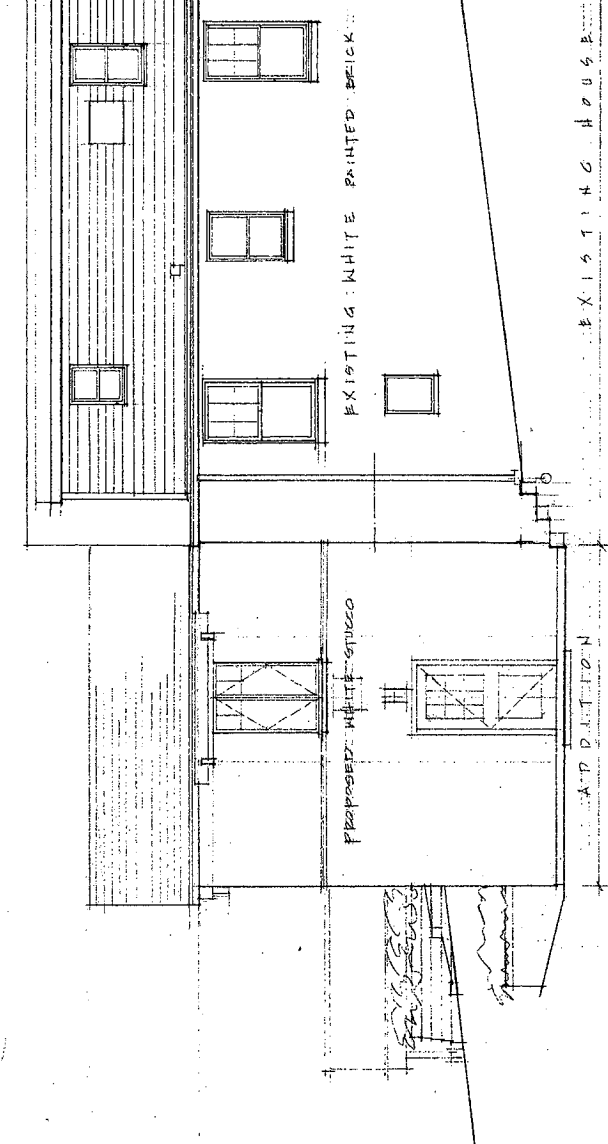 EXISTING: WHITE PAINTED BRICK
PROPOSED: WHITE STUCCO
ADDITION
EXISTING HOUSE